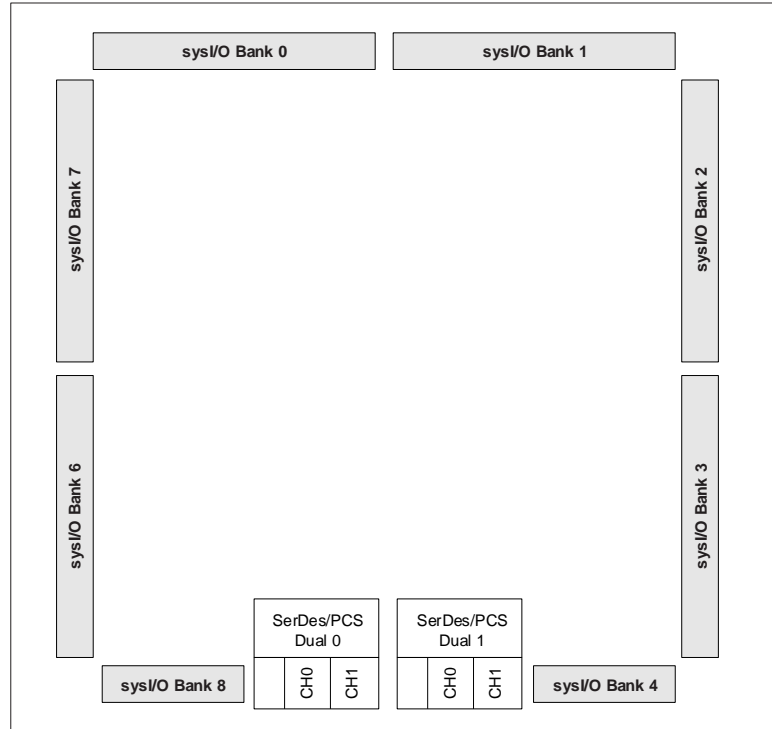 sysI/O Bank 0
sysI/O Bank 1
sysI/O Bank 7
sysI/O Bank 2
sysI/O Bank 6
sysI/O Bank 3
SerDes/PCS
Dual 0
CH0
CH1
SerDes/PCS
Dual 1
CH0
CH1
sysI/O Bank 8
sysI/O Bank 4